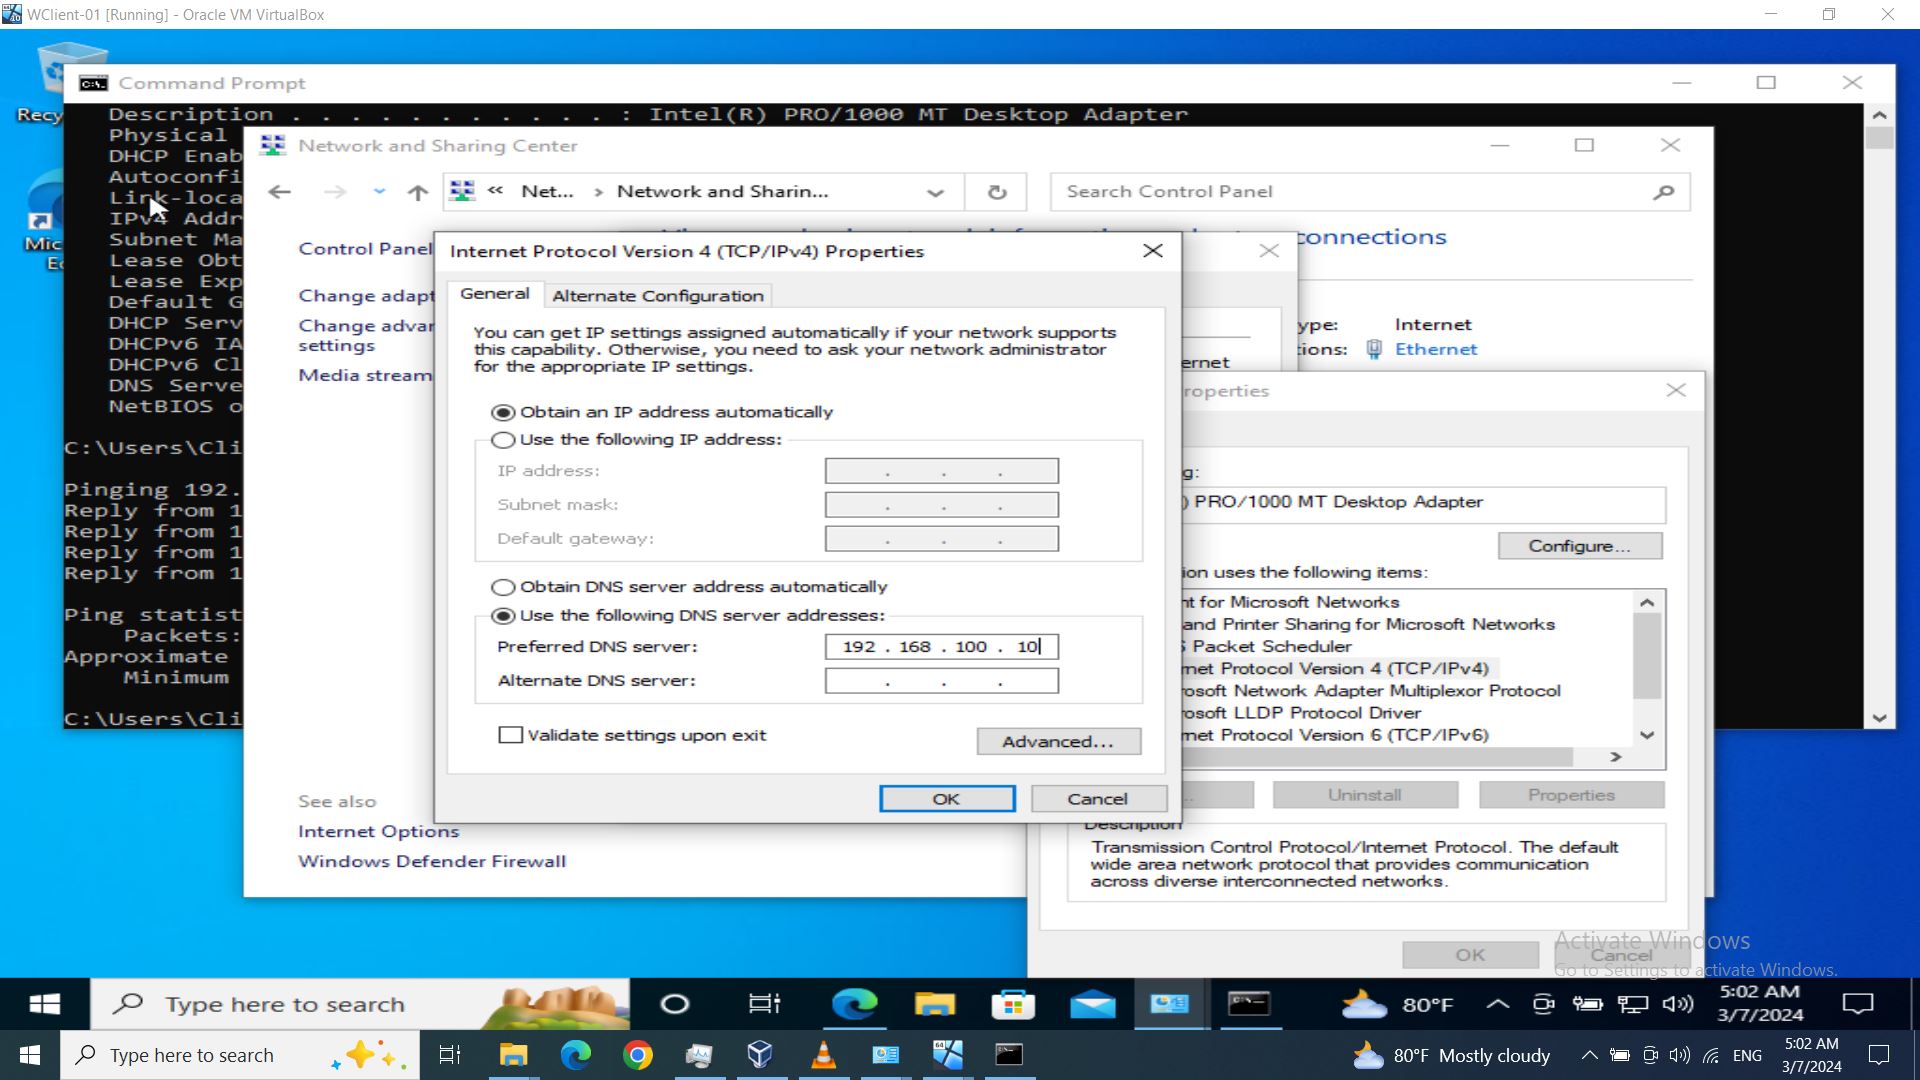 WClient-01 [Running] - Oracle VM VirtualBox
Command Prompt
Description . . . . . . . . . . . : Intel(R) PRO/1000 MT Desktop Adapter
Physical
DHCP Enab
Autoconfi
Link-loca
IPv4 Addr
Subnet Ma
Lease Obt
Lease Exp
Default G
DHCP Serv
DHCPv6 IA
DHCPv6 Cl
DNS Serve
NetBIOS o
C:\Users\Cli
Pinging 192.
Reply from 1
Reply from 1
Reply from 1
Reply from 1
Ping statist
Packets:
Approximate
Minimum
C:\Users\Cli
Recy
Mic
Network and Sharing Center
« Net... > Network and Sharin...
Search Control Panel
Control Panel
Change adapt
Change advar
settings
Media stream
See also
Internet Options
Windows Defender Firewall
connections
ype: Internet
ions: Ethernet
ernet
Internet Protocol Version 4 (TCP/IPv4) Properties
General
Alternate Configuration
You can get IP settings assigned automatically if your network supports
this capability. Otherwise, you need to ask your network administrator
for the appropriate IP settings.
Obtain an IP address automatically
Use the following IP address:
IP address: . . .
Subnet mask: . . .
Default gateway: . . .
Obtain DNS server address automatically
Use the following DNS server addresses:
Preferred DNS server: 192 . 168 . 100 . 10
Alternate DNS server: . . .
Validate settings upon exit
Advanced...
OK
Cancel
roperties
g:
) PRO/1000 MT Desktop Adapter
Configure...
ion uses the following items:
nt for Microsoft Networks
and Printer Sharing for Microsoft Networks
S Packet Scheduler
rnet Protocol Version 4 (TCP/IPv4)
rosoft Network Adapter Multiplexor Protocol
rosoft LLDP Protocol Driver
rnet Protocol Version 6 (TCP/IPv6)
...
Uninstall
Properties
Description
Transmission Control Protocol/Internet Protocol. The default
wide area network protocol that provides communication
across diverse interconnected networks.
OK
Cancel
Activate Windows
Go to Settings to activate Windows.
Type here to search
80°F
5:02 AM
3/7/2024
Type here to search
80°F Mostly cloudy
ENG
5:02 AM
3/7/2024